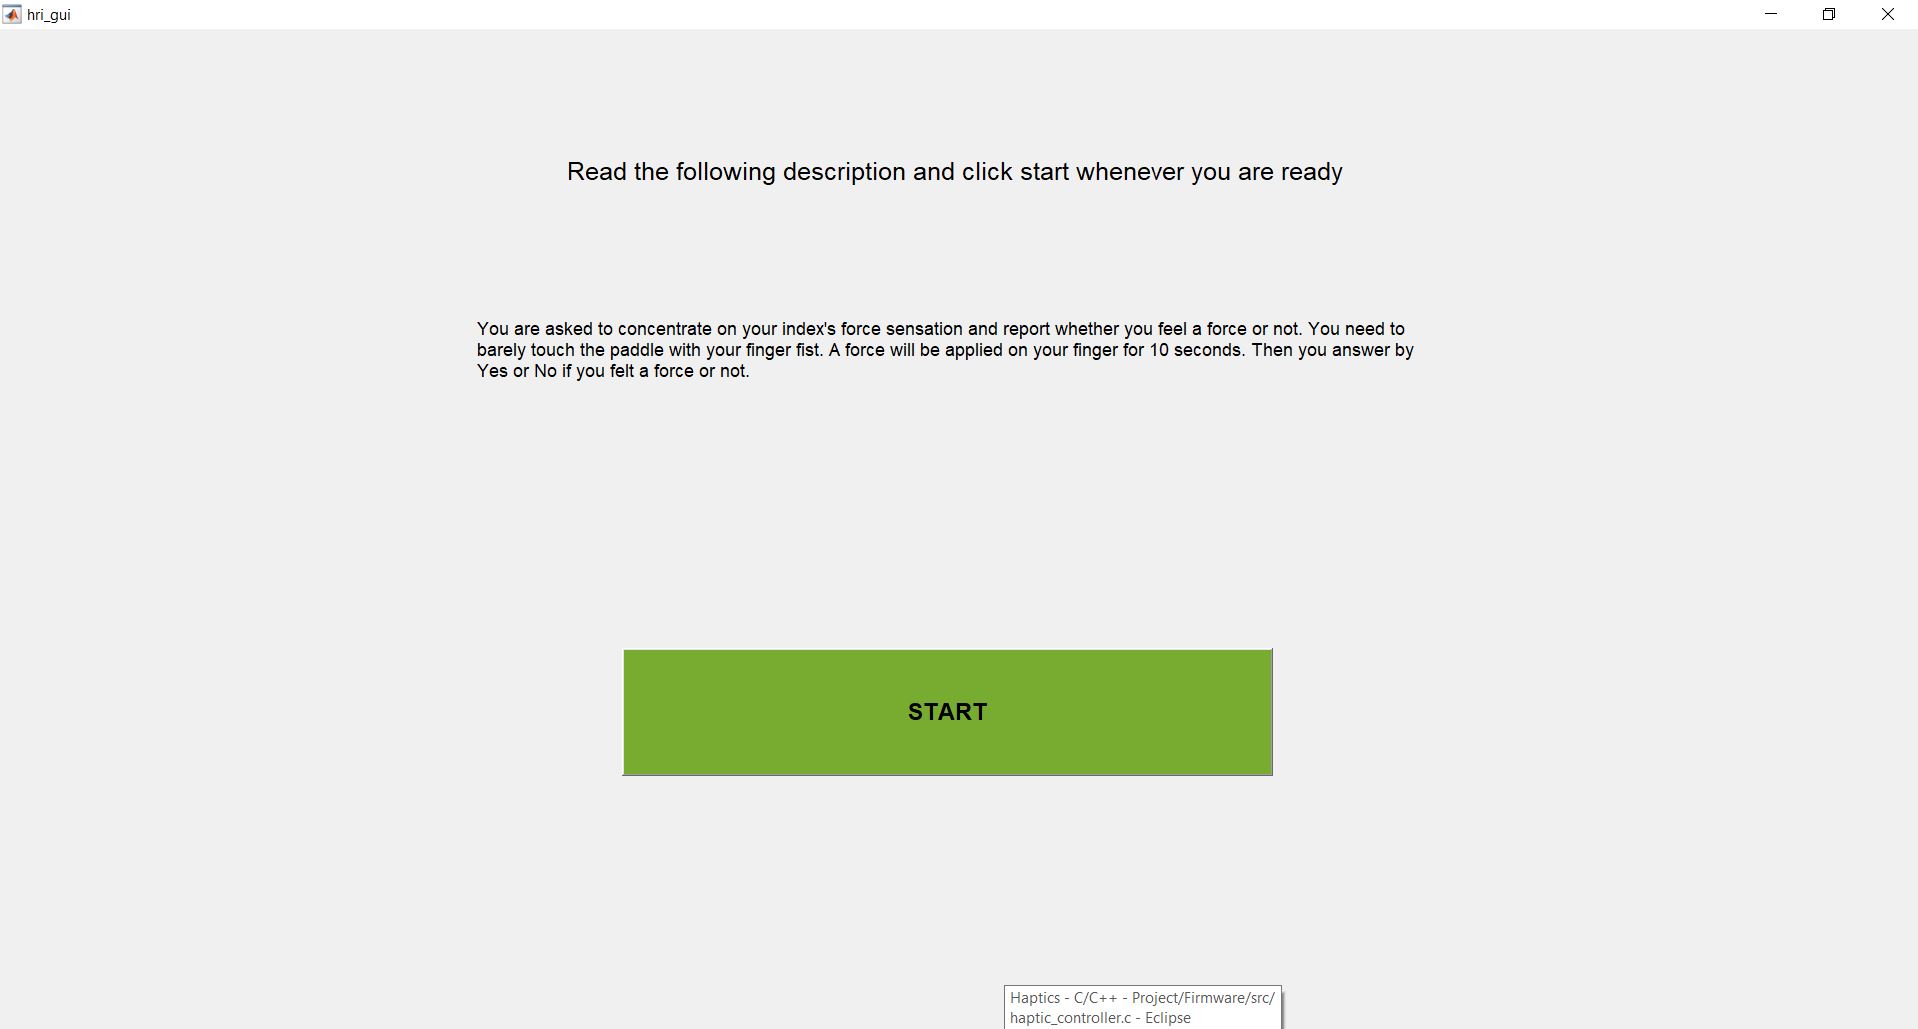 hri_gui
Read the following description and click start whenever you are ready
You are asked to concentrate on your index's force sensation and report whether you feel a force or not. You need to
barely touch the paddle with your finger fist. A force will be applied on your finger for 10 seconds. Then you answer by
Yes or No if you felt a force or not.
START
Haptics - C/C++ - Project/Firmware/src/
haptic_controller.c - Eclipse